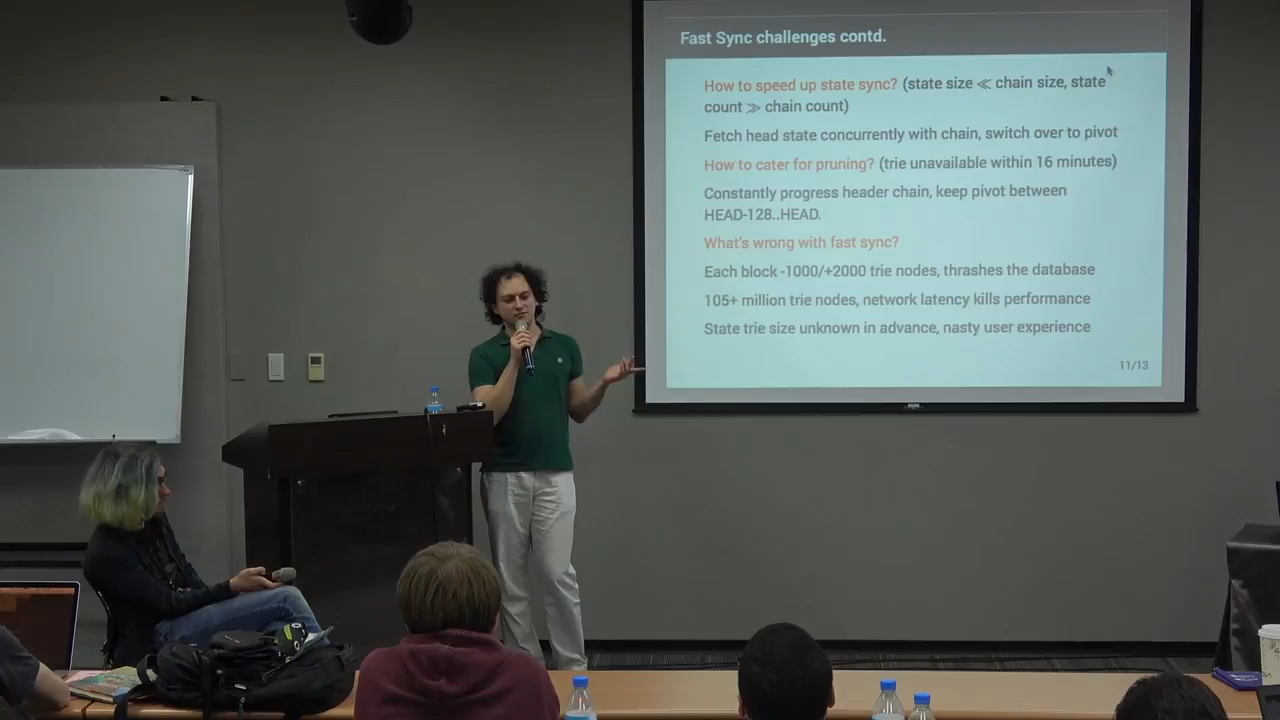 Fast Sync challenges contd.
How to speed up state sync? (state size ≪ chain size, state
count ≫ chain count)
Fetch head state concurrently with chain, switch over to pivot
How to cater for pruning? (trie unavailable within 16 minutes)
Constantly progress header chain, keep pivot between
HEAD-128..HEAD.
What's wrong with fast sync?
Each block -1000/+2000 trie nodes, thrashes the database
105+ million trie nodes, network latency kills performance
State trie size unknown in advance, nasty user experience
11/13